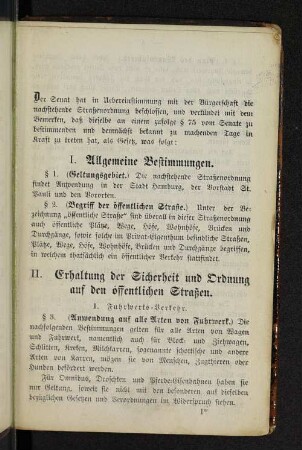 Der Senat hat in Uebereinstimmung mit der Bürgerschaft die
nachstehende Straßenordnung beschlossen, und verkündet mit dem
Bemerken, daß dieselbe an einem zufolge § 75 vom Senate zu
bestimmenden und demnächst bekannt zu machenden Tage in
Kraft zu treten hat, als Gesetz, was folgt:
I. Allgemeine Bestimmungen.
§ 1. (Geltungsgebiet.) Die nachstehende Straßenordnung
findet Anwendung in der Stadt Hamburg, der Vorstadt St.
Pauli und den Vororten.
§ 2. (Begriff der öffentlichen Straße.) Unter der Be-
zeichnung „öffentliche Straße“ sind überall in dieser Straßenordnung
auch öffentliche Plätze, Wege, Höfe, Wohnhöfe, Brücken und
Durchgänge, sowie solche im Privat-Eigenthum befindliche Straßen,
Plätze, Wege, Höfe, Wohnhöfe, Brücken und Durchgänge begriffen,
in welchen thatsächlich ein öffentlicher Verkehr stattfindet.
II. Erhaltung der Sicherheit und Ordnung
auf den öffentlichen Straßen.
1. Fuhrwerks-Verkehr.
§ 3. (Anwendung auf alle Arten von Fuhrwerk.) Die nach-
folgenden Bestimmungen gelten für alle Arten von Wagen
und Fuhrwerk, namentlich auch für Block- und Ziehwagen,
Schlitten, Kreiten, Milchkarren, sogenannte schottische und andere
Arten von Karren, mögen sie von Menschen, Zugthieren oder
Hunden befördert werden.
Für Omnibus, Droschken und Pferdeeisenbahnen haben sie
nur Geltung, soweit sie nicht mit den für dieselben besonders
bezüglichen Gesetzen und Verordnungen im Widerspruch stehen.
1*